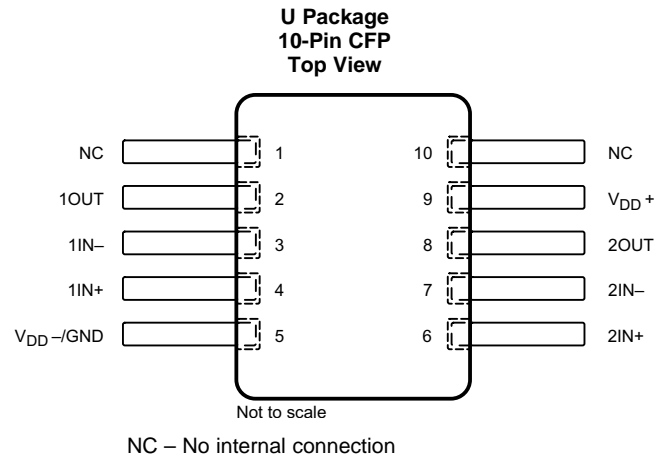 U Package
10-Pin CFP
Top View
NC 1 10 NC
1OUT 2 9 VDD +
1IN– 3 8 2OUT
1IN+ 4 7 2IN–
VDD –/GND 5 6 2IN+
Not to scale
NC – No internal connection